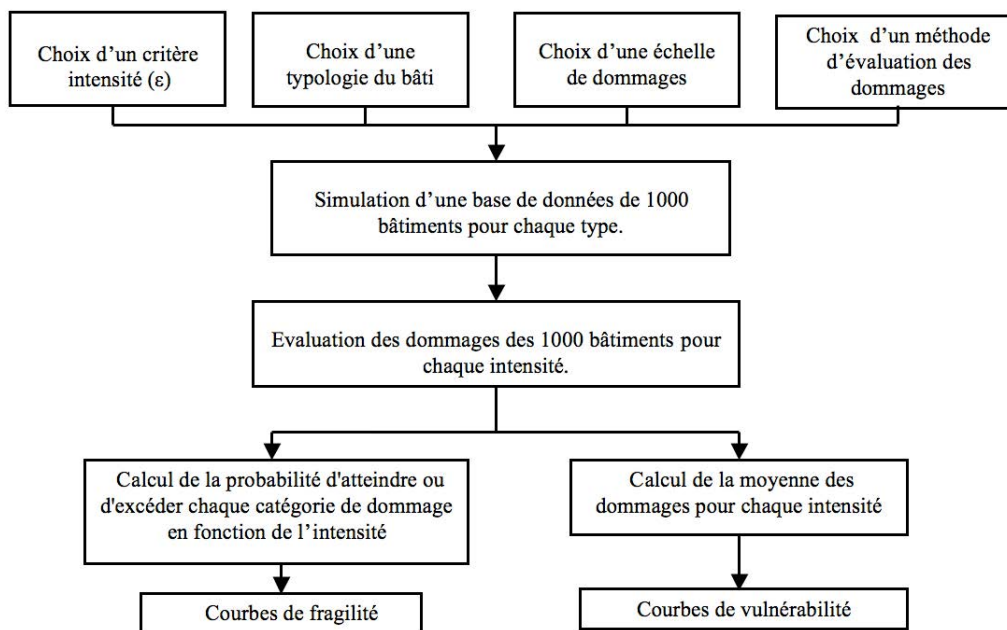 Choix d'un critère
intensité (ε)
Choix d'une
typologie du bâti
Choix d'une échelle
de dommages
Choix d'un méthode
d'évaluation des
dommages
Simulation d'une base de données de 1000
bâtiments pour chaque type.
Evaluation des dommages des 1000 bâtiments pour
chaque intensité.
Calcul de la probabilité d'atteindre ou
d'excéder chaque catégorie de dommage
en fonction de l'intensité
Calcul de la moyenne des
dommages pour chaque intensité
Courbes de fragilité
Courbes de vulnérabilité